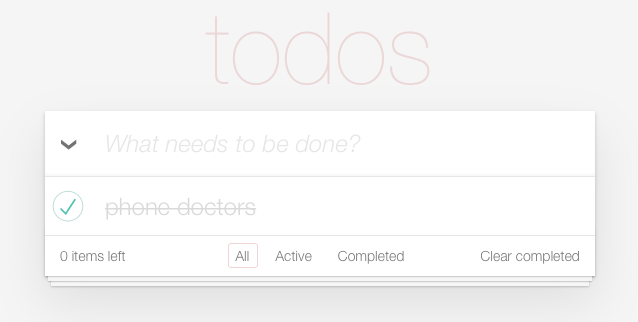 todos
What needs to be done?
phone doctors
0 items left All Active Completed Clear completed